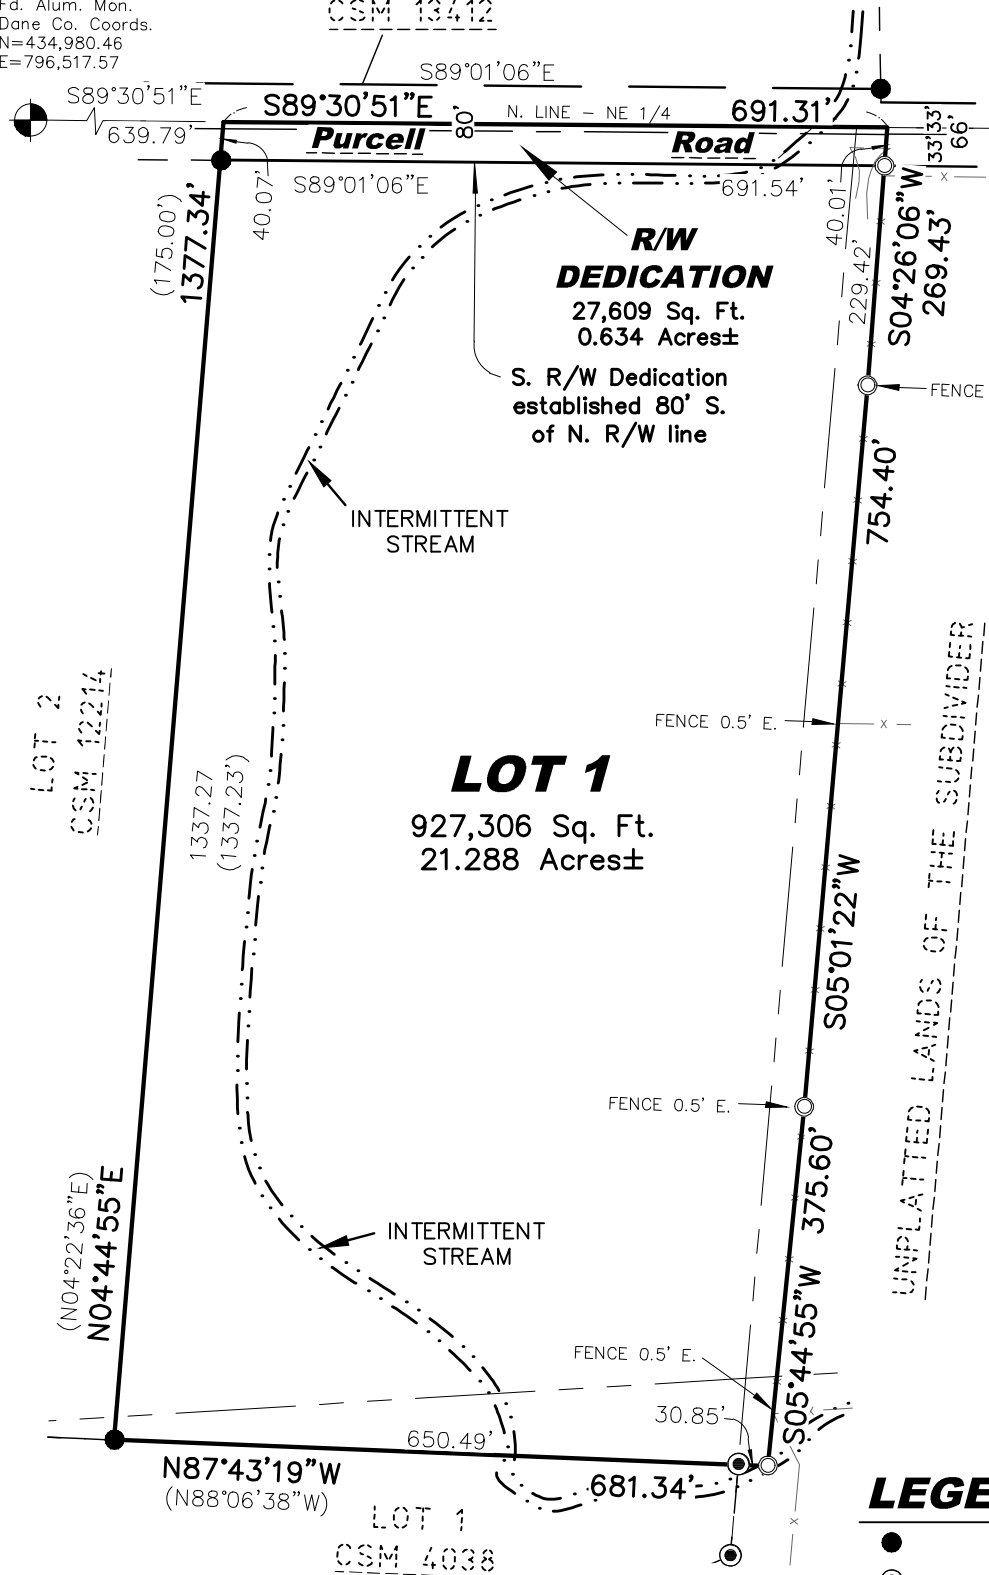 Fd. Alum. Mon.
Dane Co. Coords.
N=434,980.46
E=796,517.57
CSM 13412
S89°01'06"E
S89°30'51"E
639.79'
S89°30'51"E
80'
N. LINE - NE 1/4
691.31'
33'
33'
66'
Purcell Road
S89°01'06"E
691.54'
40.07'
40.01'
(175.00')
1377.34'
229.42'
S04°26'06"W
269.43'
R/W
DEDICATION
27,609 Sq. Ft.
0.634 Acres±
S. R/W Dedication
established 80' S.
of N. R/W line
FENCE
754.40'
INTERMITTENT
STREAM
LOT 2
CSM 12214
1337.27
(1337.23')
FENCE 0.5' E.
x
x
LOT 1
927,306 Sq. Ft.
21.288 Acres±
UNPLATTED LANDS OF THE SUBDIVIDER
S05°01'22"W
FENCE 0.5' E.
375.60'
(N04°22'36"E)
N04°44'55"E
INTERMITTENT
STREAM
S05°44'55"W
FENCE 0.5' E.
30.85'
650.49'
N87°43'19"W
(N88°06'38"W)
681.34'
x
LOT 1
CSM 4038
LEGE